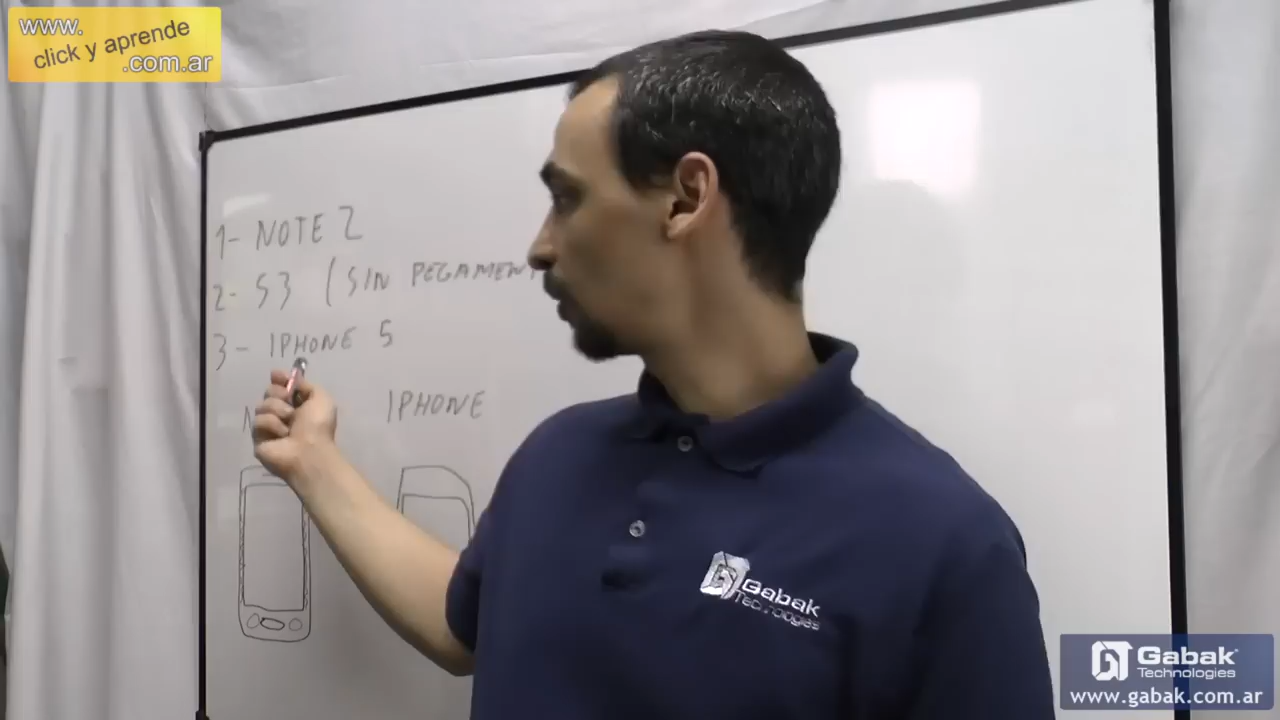 www.
click y aprende
.com.ar
1- NOTE 2
2- S3 (SIN PEGAMENT
3- IPHONE 5
IPHONE
Gabak
Technologies
Gabak
Technologies
www.gabak.com.ar